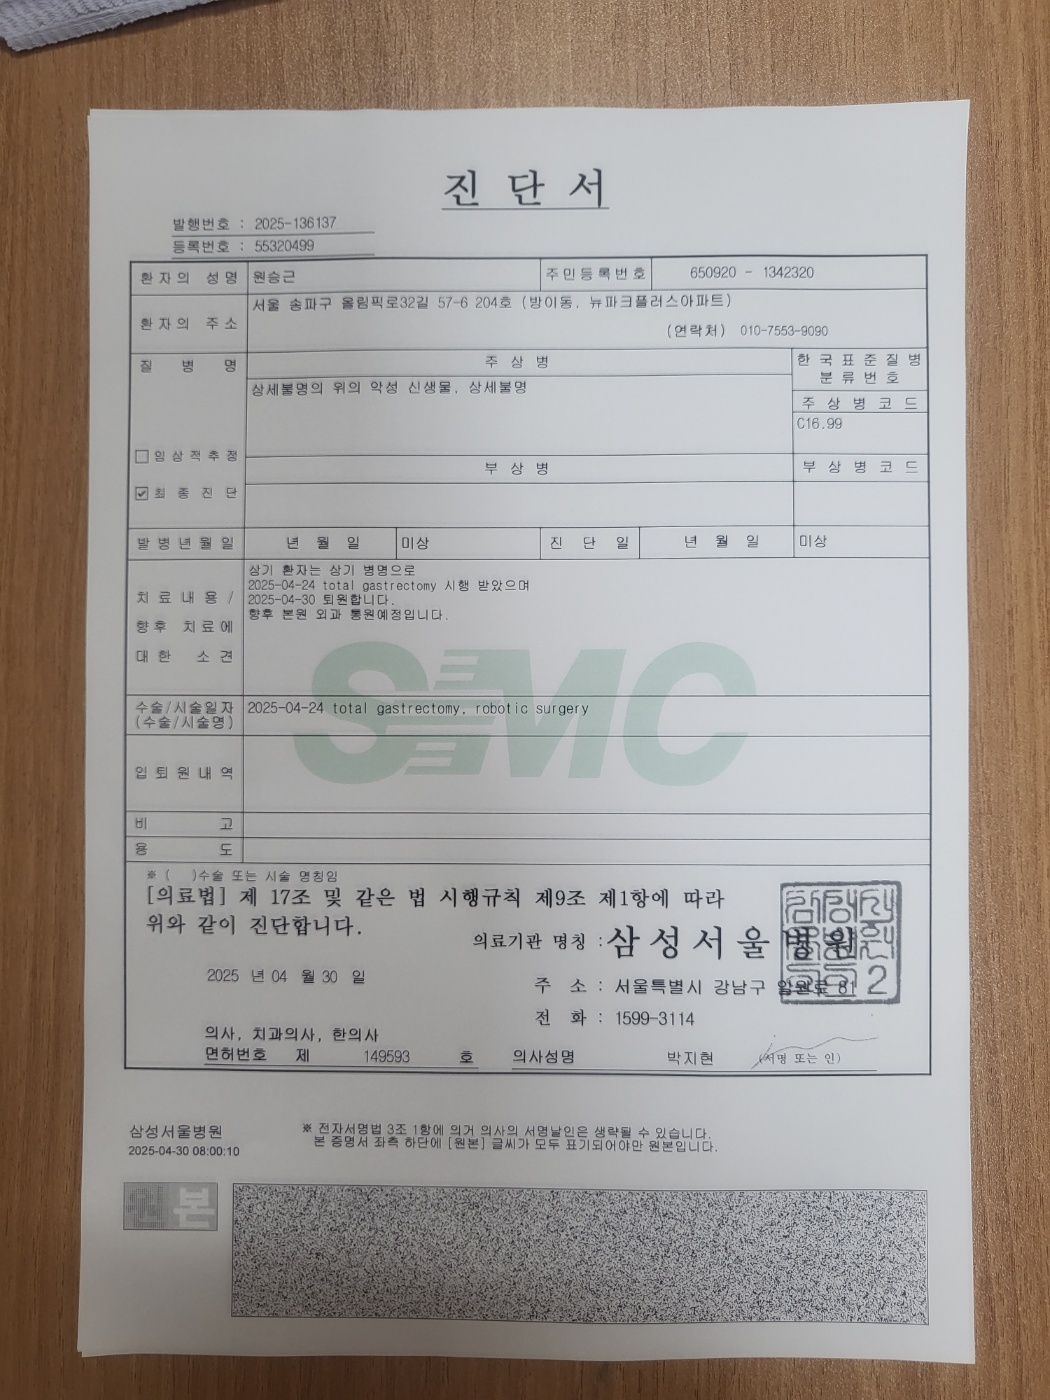 진 단 서
발행번호 : 2025-136137
등록번호 : 55320499
환자의 성명 원승근 주민등록번호 650920 - 1342320
환자의 주소 서울 송파구 올림픽로32길 57-6 204호 (방이동, 뉴파크플러스아파트)
(연락처) 010-7553-9090
질 병 명 주 상 병 한국표준질병
분류번호
상세불명의 위의 악성 신생물, 상세불명 주 상 병 코 드
C16.99
임상적추정
부 상 병 부 상 병 코 드
최 종 진 단
발병년월일 년 월 일 미상 진 단 일 년 월 일 미상
상기 환자는 상기 병명으로
치료내용/ 2025-04-24 total gastrectomy 시행 받았으며
2025-04-30 퇴원합니다.
향후 치료에 향후 본원 외과 통원예정입니다.
대한 소견
SMC
수술/시술일자 2025-04-24 total gastrectomy, robotic surgery
(수술/시술명)
입퇴원내역
비 고
용 도
※ ( )수술 또는 시술 명칭임
[의료법] 제 17조 및 같은 법 시행규칙 제9조 제1항에 따라
위와 같이 진단합니다.
의료기관 명칭 : 삼성서울병원
2025 년 04 월 30 일
주 소 : 서울특별시 강남구 일원로 81
2
전 화 : 1599-3114
의사, 치과의사, 한의사
면허번호 제 149593 호 의사성명 박지현 (서명 또는 인)
삼성서울병원 ※ 전자서명법 3조 1항에 의거 의사의 서명날인은 생략될 수 있습니다.
2025-04-30 08:00:10 본 증명서 좌측 하단에 [원본] 글씨가 모두 표기되어야만 원본입니다.
원본